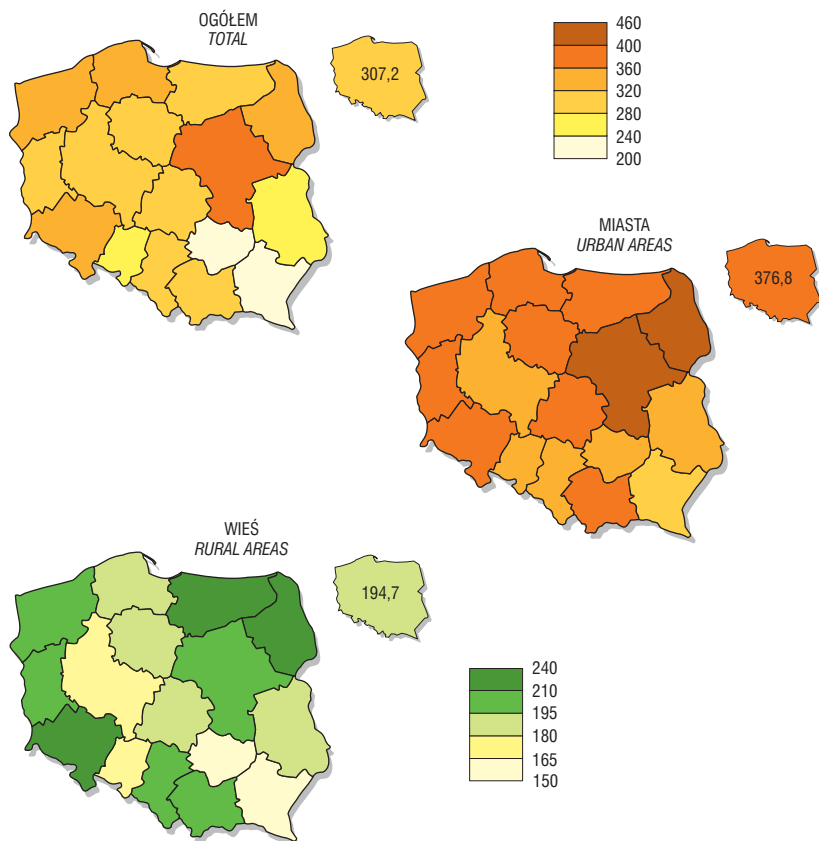 OGÓŁEM
TOTAL
307,2
460
400
360
320
280
240
200
MIASTA
URBAN AREAS
376,8
WIEŚ
RURAL AREAS
194,7
240
210
195
180
165
150